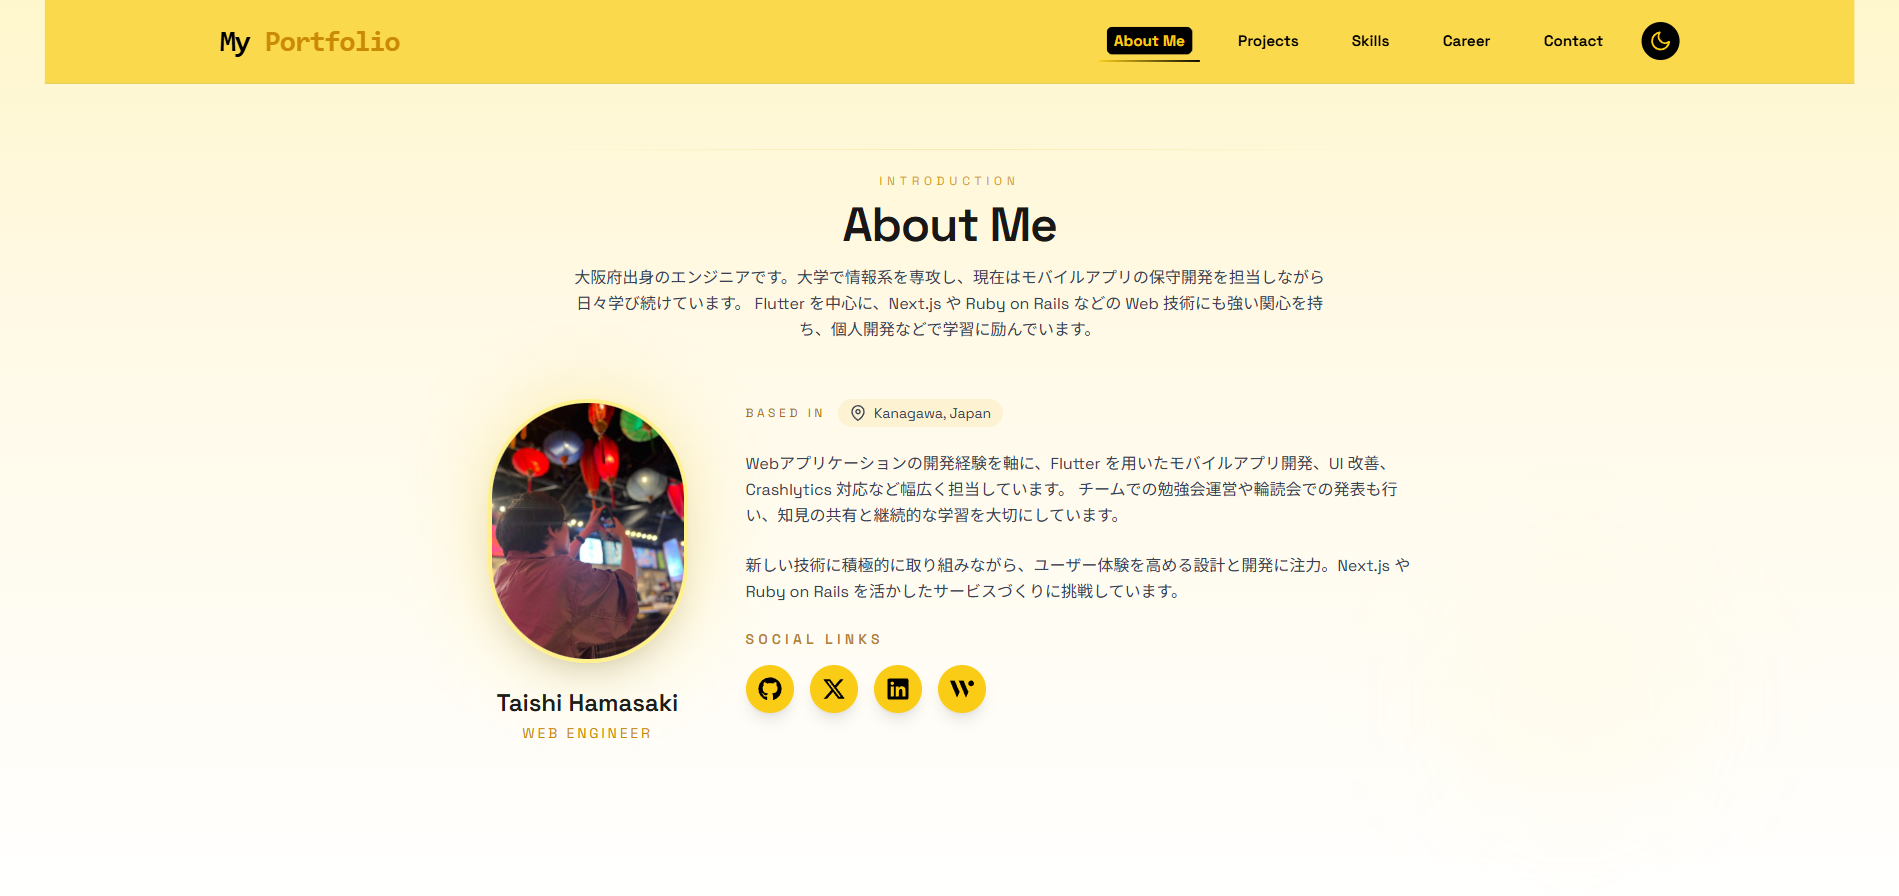 My Portfolio
About Me
Projects
Skills
Career
Contact
INTRODUCTION
About Me
大阪府出身のエンジニアです。大学で情報系を専攻し、現在はモバイルアプリの保守開発を担当しながら
日々学び続けています。 Flutter を中心に、Next.js や Ruby on Rails などの Web 技術にも強い関心を持
ち、個人開発などで学習に励んでいます。
BASED IN Kanagawa, Japan
Webアプリケーションの開発経験を軸に、Flutter を用いたモバイルアプリ開発、UI 改善、
Crashlytics 対応など幅広く担当しています。 チームでの勉強会運営や輪読会での発表も行
い、知見の共有と継続的な学習を大切にしています。
新しい技術に積極的に取り組みながら、ユーザー体験を高める設計と開発に注力。Next.js や
Ruby on Rails を活かしたサービスづくりに挑戦しています。
SOCIAL LINKS
Taishi Hamasaki
WEB ENGINEER